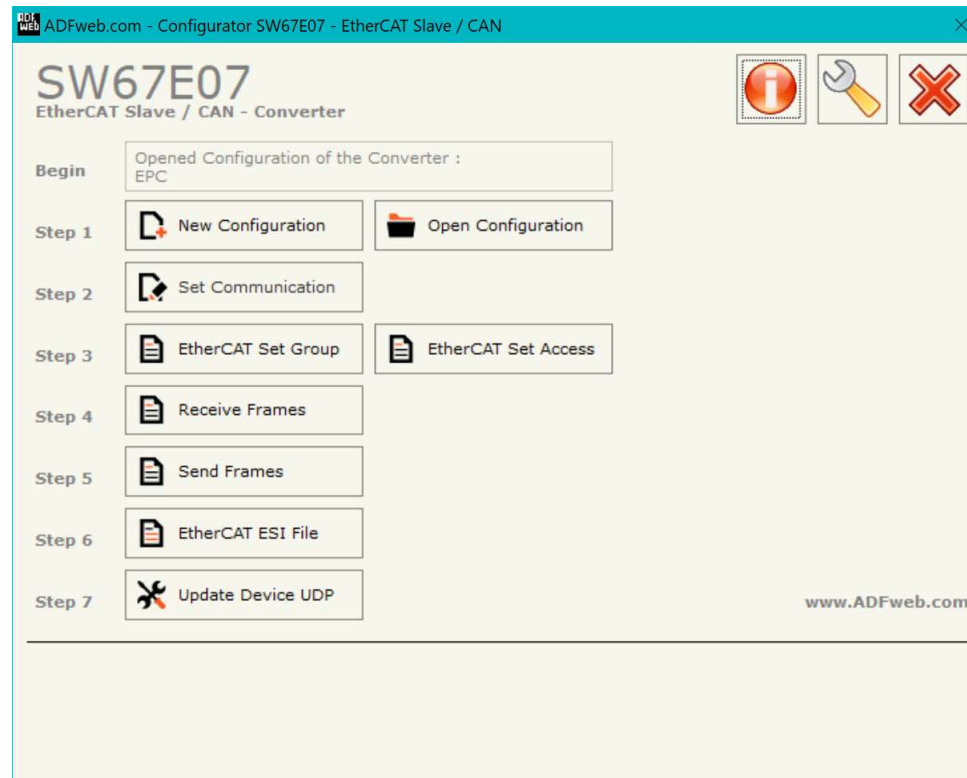 ADF WEB ADFweb.com - Configurator SW67E07 - EtherCAT Slave / CAN
SW67E07
EtherCAT Slave / CAN - Converter
Begin
Opened Configuration of the Converter :
EPC
Step 1
New Configuration
Open Configuration
Step 2
Set Communication
Step 3
EtherCAT Set Group
EtherCAT Set Access
Step 4
Receive Frames
Step 5
Send Frames
Step 6
EtherCAT ESI File
Step 7
Update Device UDP
www.ADFweb.com